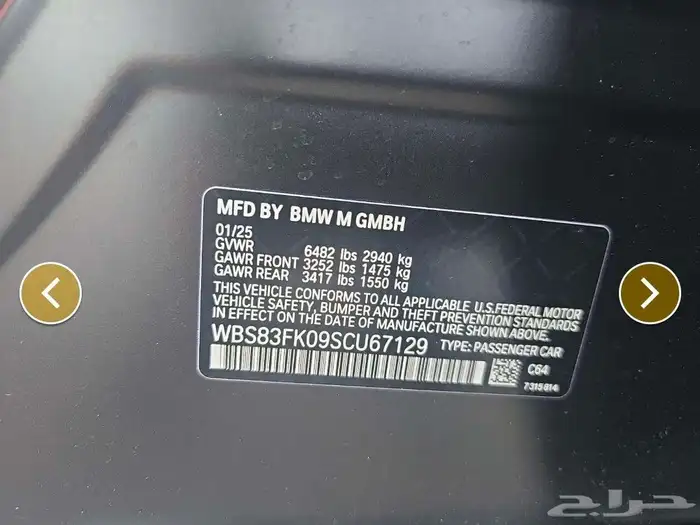 MFD BY BMW M GMBH
01/25
GVWR 6482 lbs 2940 kg
GAWR FRONT 3252 lbs 1475 kg
GAWR REAR 3417 lbs 1550 kg
THIS VEHICLE CONFORMS TO ALL APPLICABLE U.S.FEDERAL MOTOR
VEHICLE SAFETY, BUMPER AND THEFT PREVENTION STANDARDS
IN EFFECT ON THE DATE OF MANUFACTURE SHOWN ABOVE.
WBS83FK09SCU67129 TYPE: PASSENGER CAR
C64
7315614
حراج